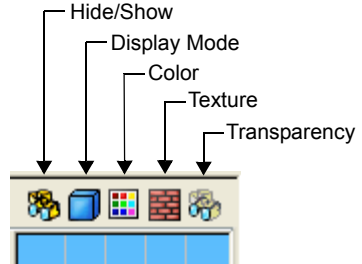 Hide/Show
Display Mode
Color
Texture
Transparency